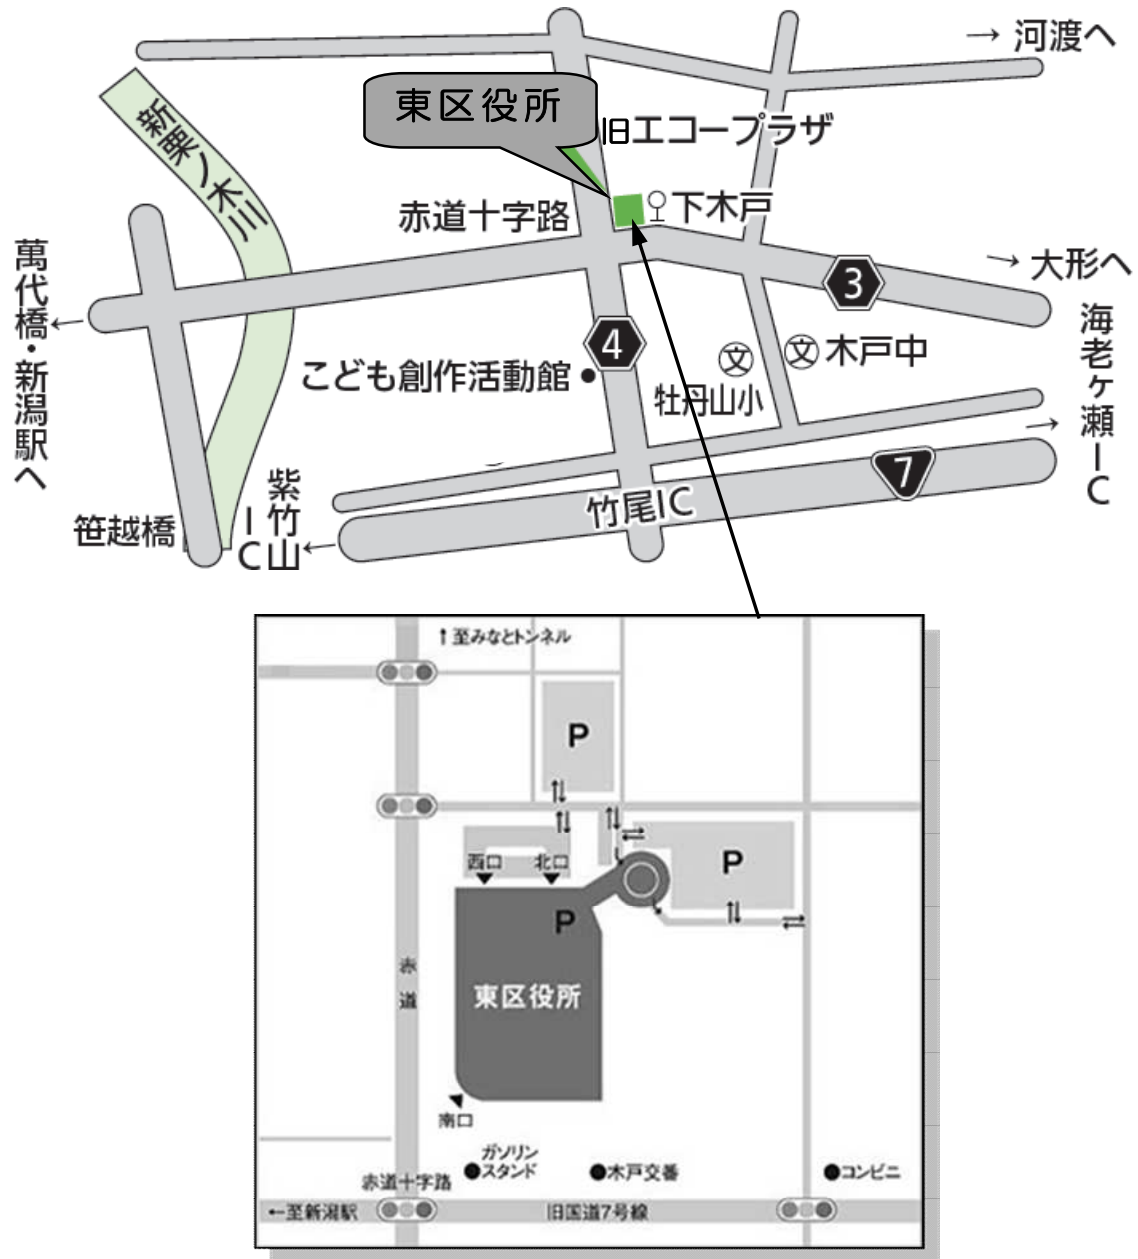 → 河渡へ
東区役所
旧エコープラザ
新栗ノ木川
赤道十字路
下木戸
→ 大形へ
3
萬代橋・新潟駅へ
←
4
文
文 木戸中
海老ヶ瀬IC
→
こども創作活動館
牡丹山小
7
紫竹山IC
←
竹尾IC
笹越橋
↑至みなとトンネル
P
P
西口
北口
P
東区役所
赤道
南口
ガソリン
スタンド
木戸交番
コンビニ
赤道十字路
←至新潟駅
旧国道7号線